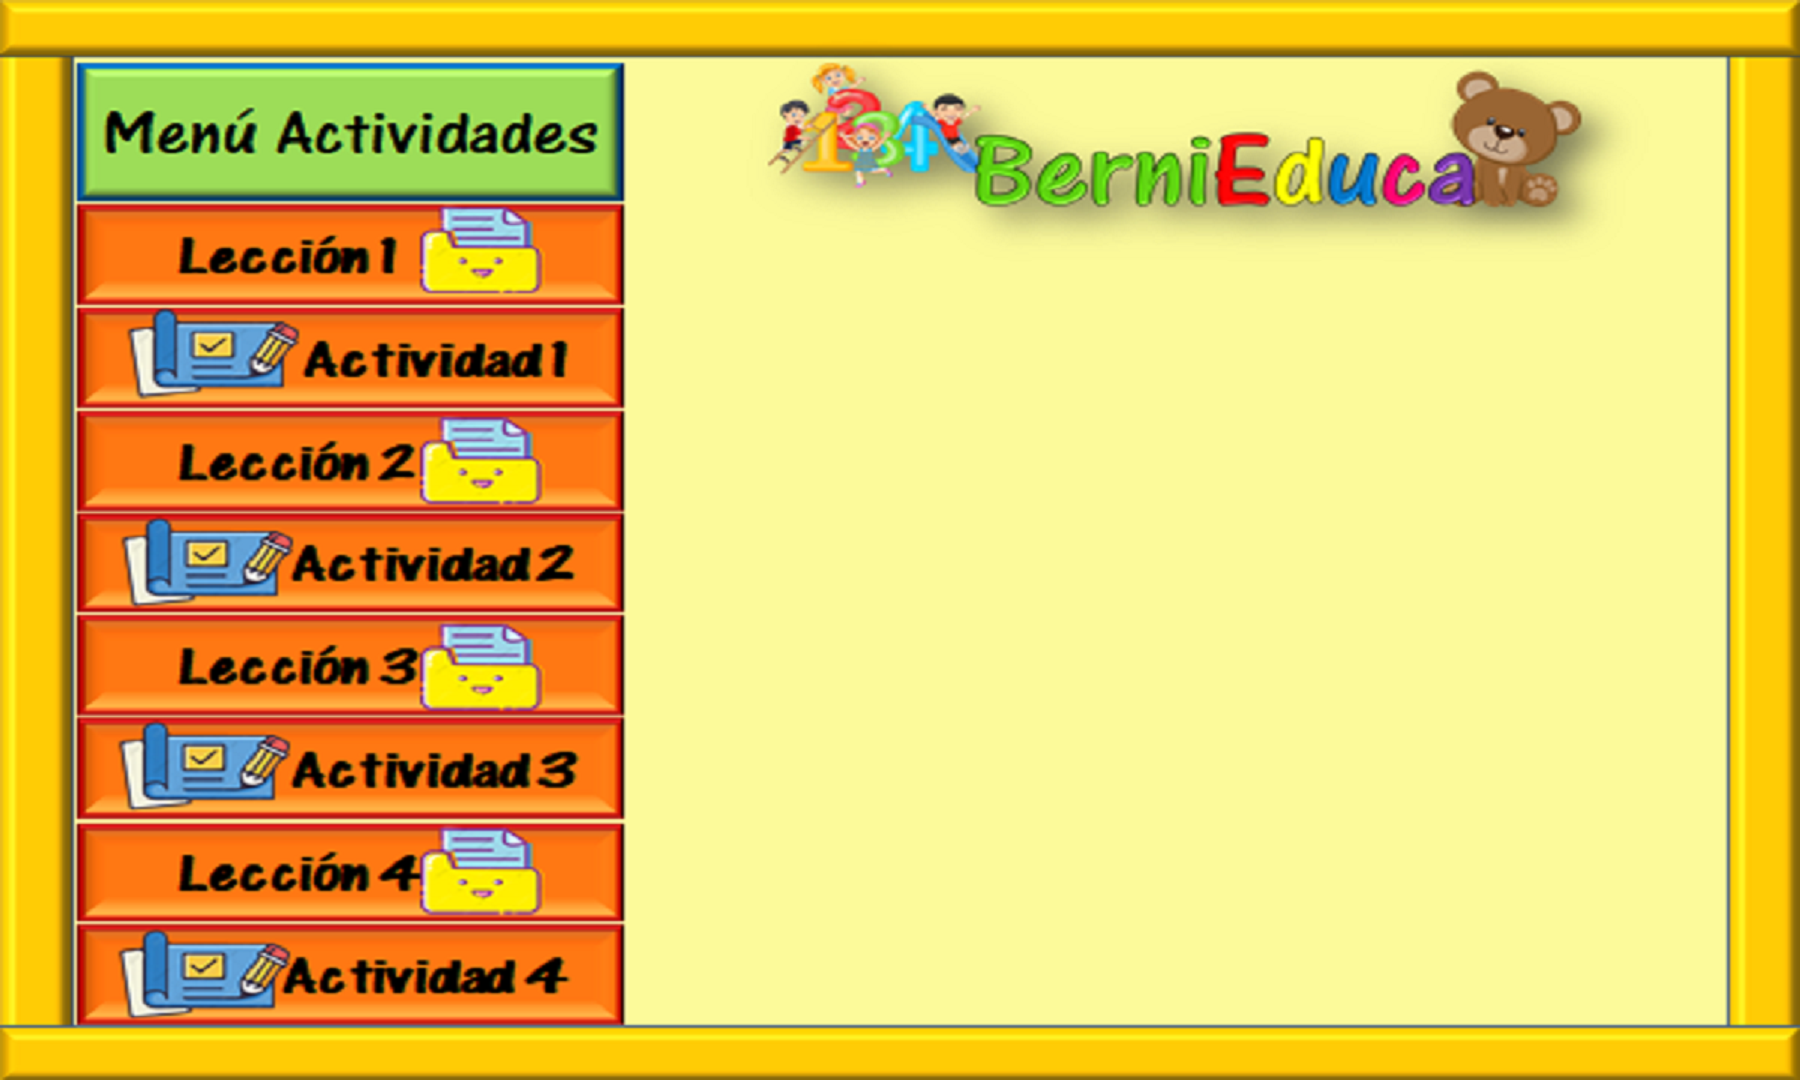 Menú Actividades
1234 BerniEduca
Lección 1
Actividad 1
Lección 2
Actividad 2
Lección 3
Actividad 3
Lección 4
Actividad 4